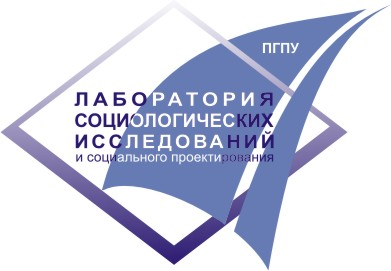 ПГПУ
ЛАБОРАТОРИЯ
СОЦИОЛОГИЧЕСКИХ
ИССЛЕДОВАНИЙ
и социального проектирования